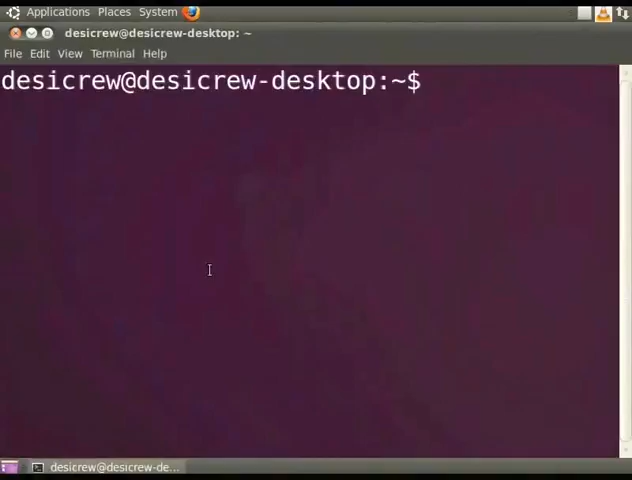 Applications Places System
desicrew@desicrew-desktop: ~
File Edit View Terminal Help
desicrew@desicrew-desktop:~$
desicrew@desicrew-de...